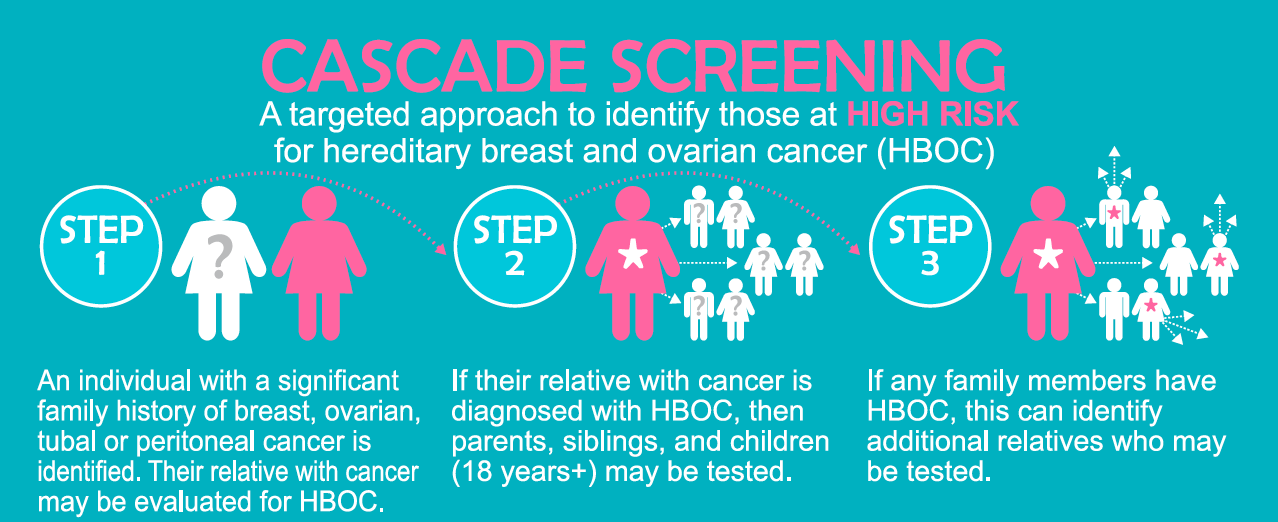 CASCADE SCREENING
A targeted approach to identify those at HIGH RISK
for hereditary breast and ovarian cancer (HBOC)
STEP
1
?
An individual with a significant
family history of breast, ovarian,
tubal or peritoneal cancer is
identified. Their relative with cancer
may be evaluated for HBOC.
STEP
2
? ?
? ?
? ?
If their relative with cancer is
diagnosed with HBOC, then
parents, siblings, and children
(18 years+) may be tested.
STEP
3
If any family members have
HBOC, this can identify
additional relatives who may
be tested.